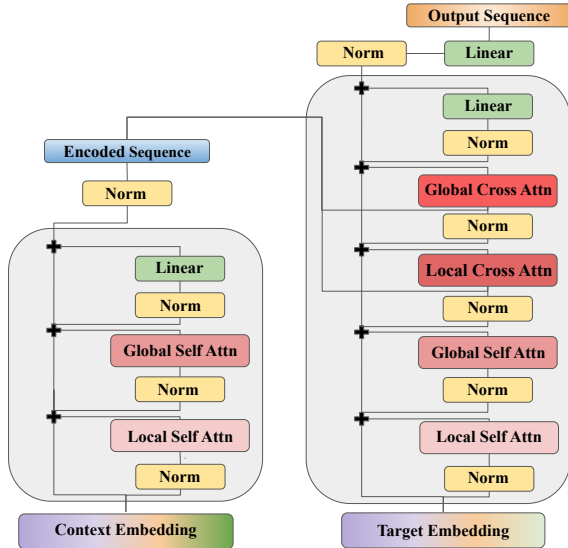 Output Sequence
Norm
Linear
Linear
Norm
Encoded Sequence
Norm
Global Cross Attn
Norm
Local Cross Attn
Norm
Linear
Norm
Global Self Attn
Norm
Local Self Attn
Norm
Global Self Attn
Norm
Local Self Attn
Norm
Context Embedding
Target Embedding